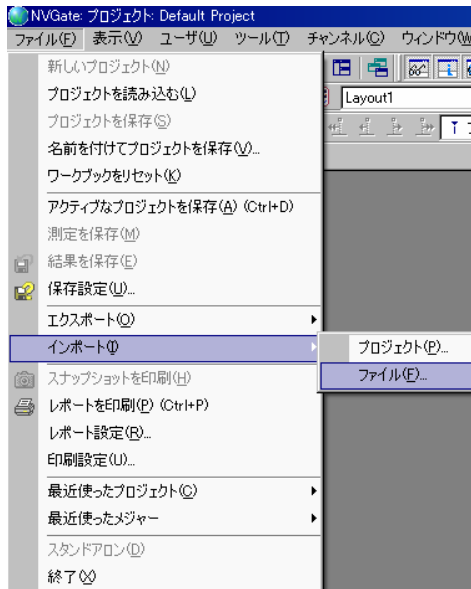 NVGate: プロジェクト: Default Project
ファイル(F) 表示(V) ユーザ(U) ツール(T) チャンネル(C) ウィンドウ(W
新しいプロジェクト(N)
プロジェクトを読み込む(L)
Layout1
プロジェクトを保存(S)
名前を付けてプロジェクトを保存(V)...
ワークブックをリセット(K)
アクティブなプロジェクトを保存(A) (Ctrl+D)
測定を保存(M)
結果を保存(E)
保存設定(U)...
エクスポート(O)
インポート(I)
プロジェクト(P)...
スナップショットを印刷(H)
ファイル(F)...
レポートを印刷(P) (Ctrl+P)
レポート設定(R)...
印刷設定(U)...
最近使ったプロジェクト(C)
最近使ったメジャー
スタンドアロン(D)
終了(X)